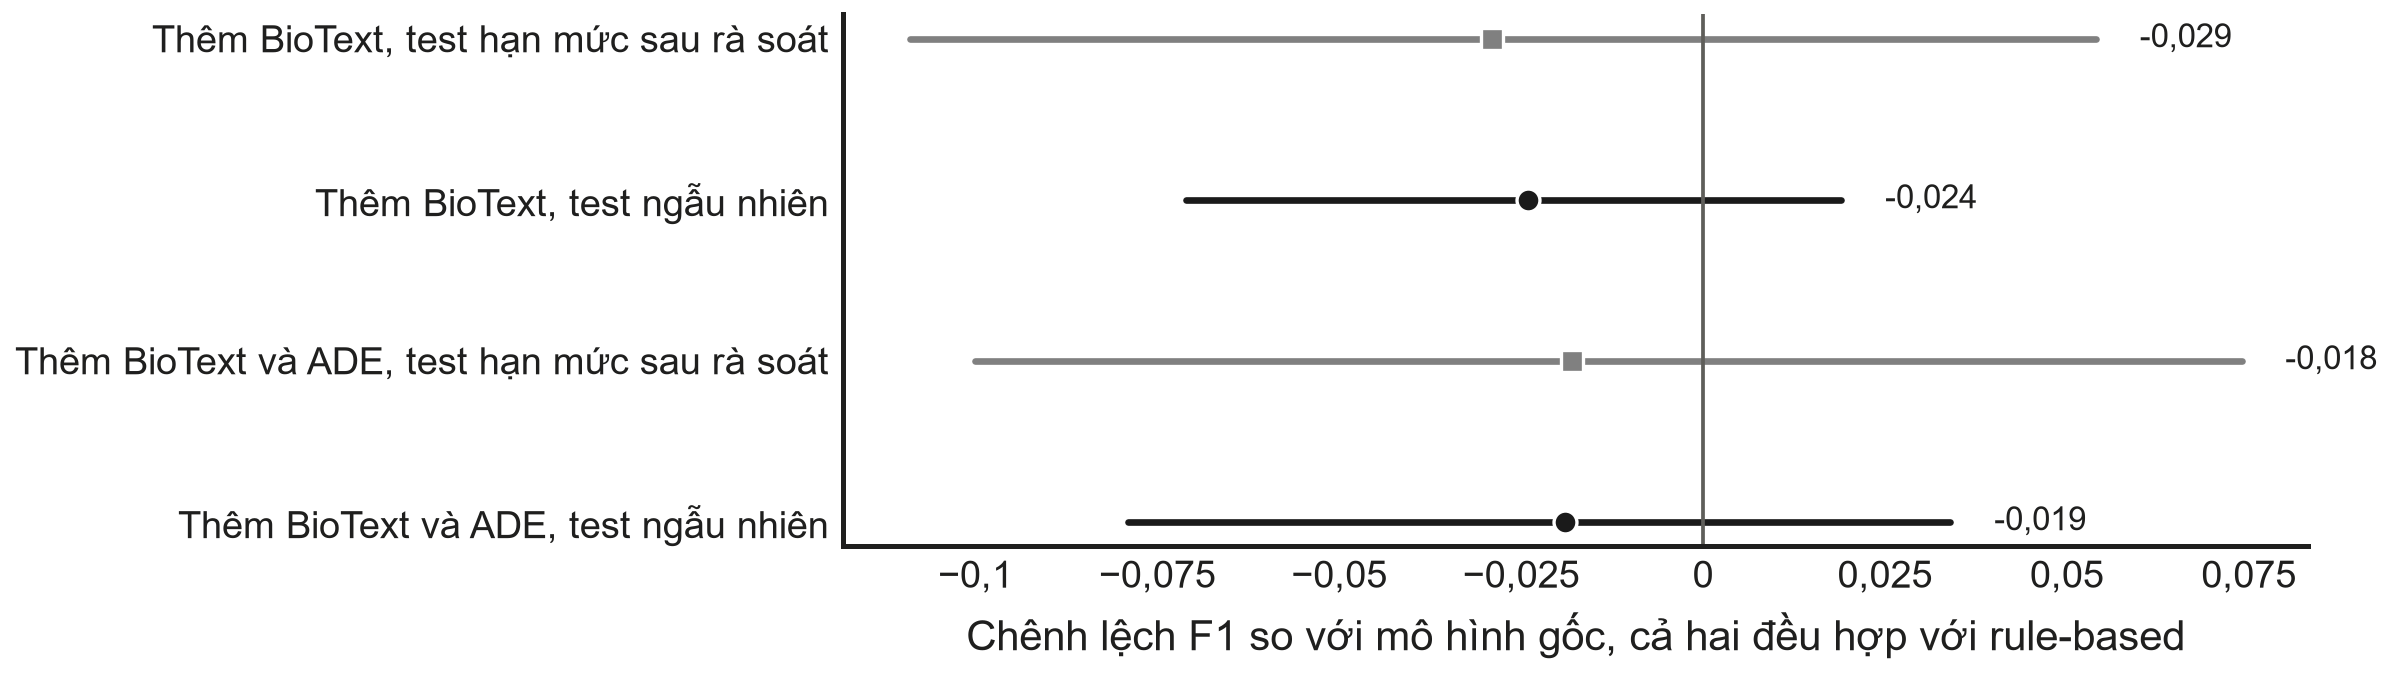 Thêm BioText, test hạn mức sau rà soát
-0,029
Thêm BioText, test ngẫu nhiên
-0,024
Thêm BioText và ADE, test hạn mức sau rà soát
-0,018
Thêm BioText và ADE, test ngẫu nhiên
-0,019
−0,1 −0,075 −0,05 −0,025 0 0,025 0,05 0,075
Chênh lệch F1 so với mô hình gốc, cả hai đều hợp với rule-based